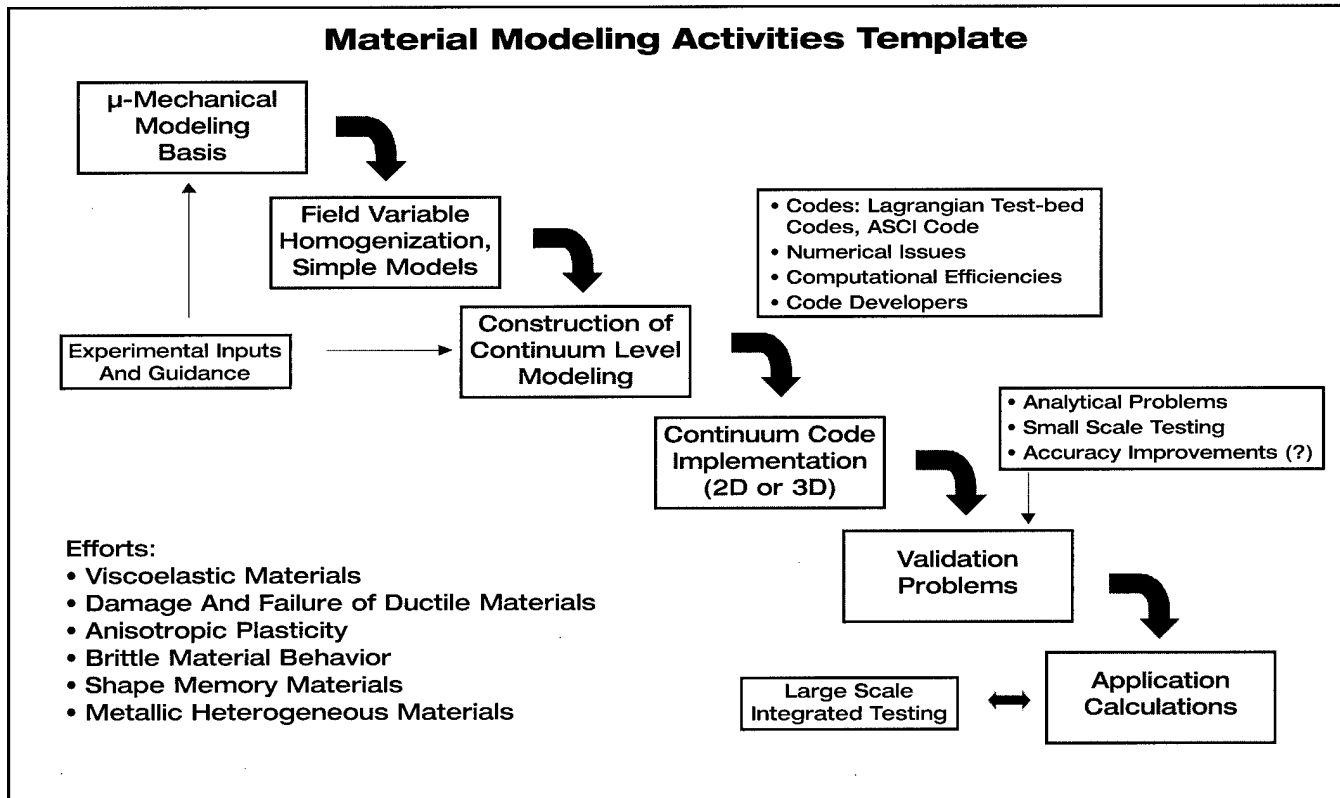 Material Modeling Activities Template
µ-Mechanical
Modeling
Basis
Field Variable
Homogenization,
Simple Models
• Codes: Lagrangian Test-bed
Codes, ASCI Code
• Numerical Issues
• Computational Efficiencies
• Code Developers
Experimental Inputs
And Guidance
Construction of
Continuum Level
Modeling
Continuum Code
Implementation
(2D or 3D)
• Analytical Problems
• Small Scale Testing
• Accuracy Improvements (?)
Validation
Problems
Efforts:
• Viscoelastic Materials
• Damage And Failure of Ductile Materials
• Anisotropic Plasticity
• Brittle Material Behavior
• Shape Memory Materials
• Metallic Heterogeneous Materials
Large Scale
Integrated Testing
Application
Calculations